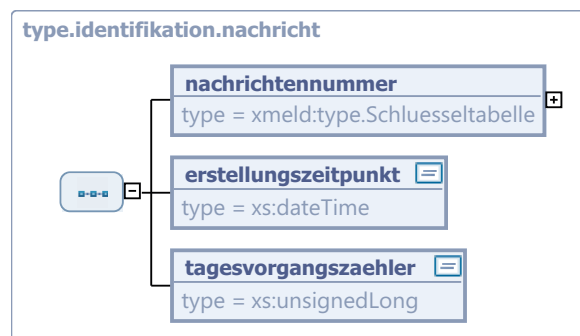 type.identifikation.nachricht
nachrichtennummer
type = xmeld:type.Schluesseltabelle
erstellungszeitpunkt
type = xs:dateTime
tagesvorgangszaehler
type = xs:unsignedLong